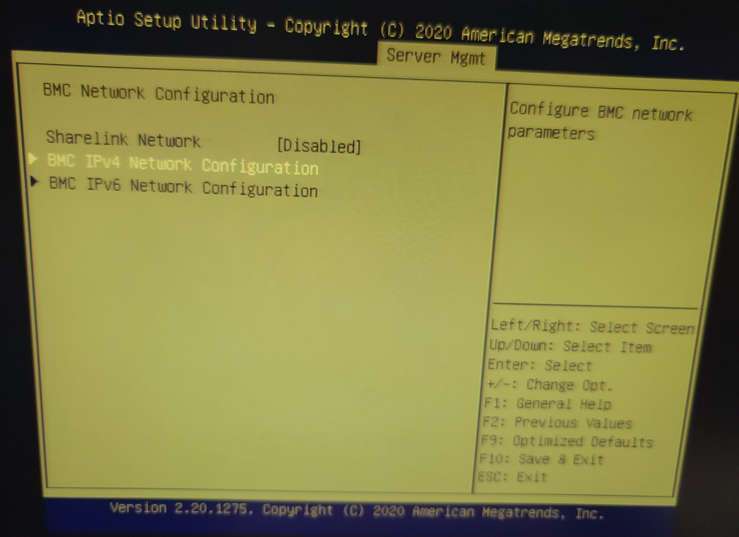 Aptio Setup Utility – Copyright (C) 2020 American Megatrends, Inc.
Server Mgmt
BMC Network Configuration
Sharelink Network [Disabled]
BMC IPv4 Network Configuration
BMC IPv6 Network Configuration
Configure BMC network
parameters
Left/Right: Select Screen
Up/Down: Select Item
Enter: Select
+/-: Change Opt.
F1: General Help
F2: Previous Values
F9: Optimized Defaults
F10: Save & Exit
ESC: Exit
Version 2.20.1275. Copyright (C) 2020 American Megatrends, Inc.